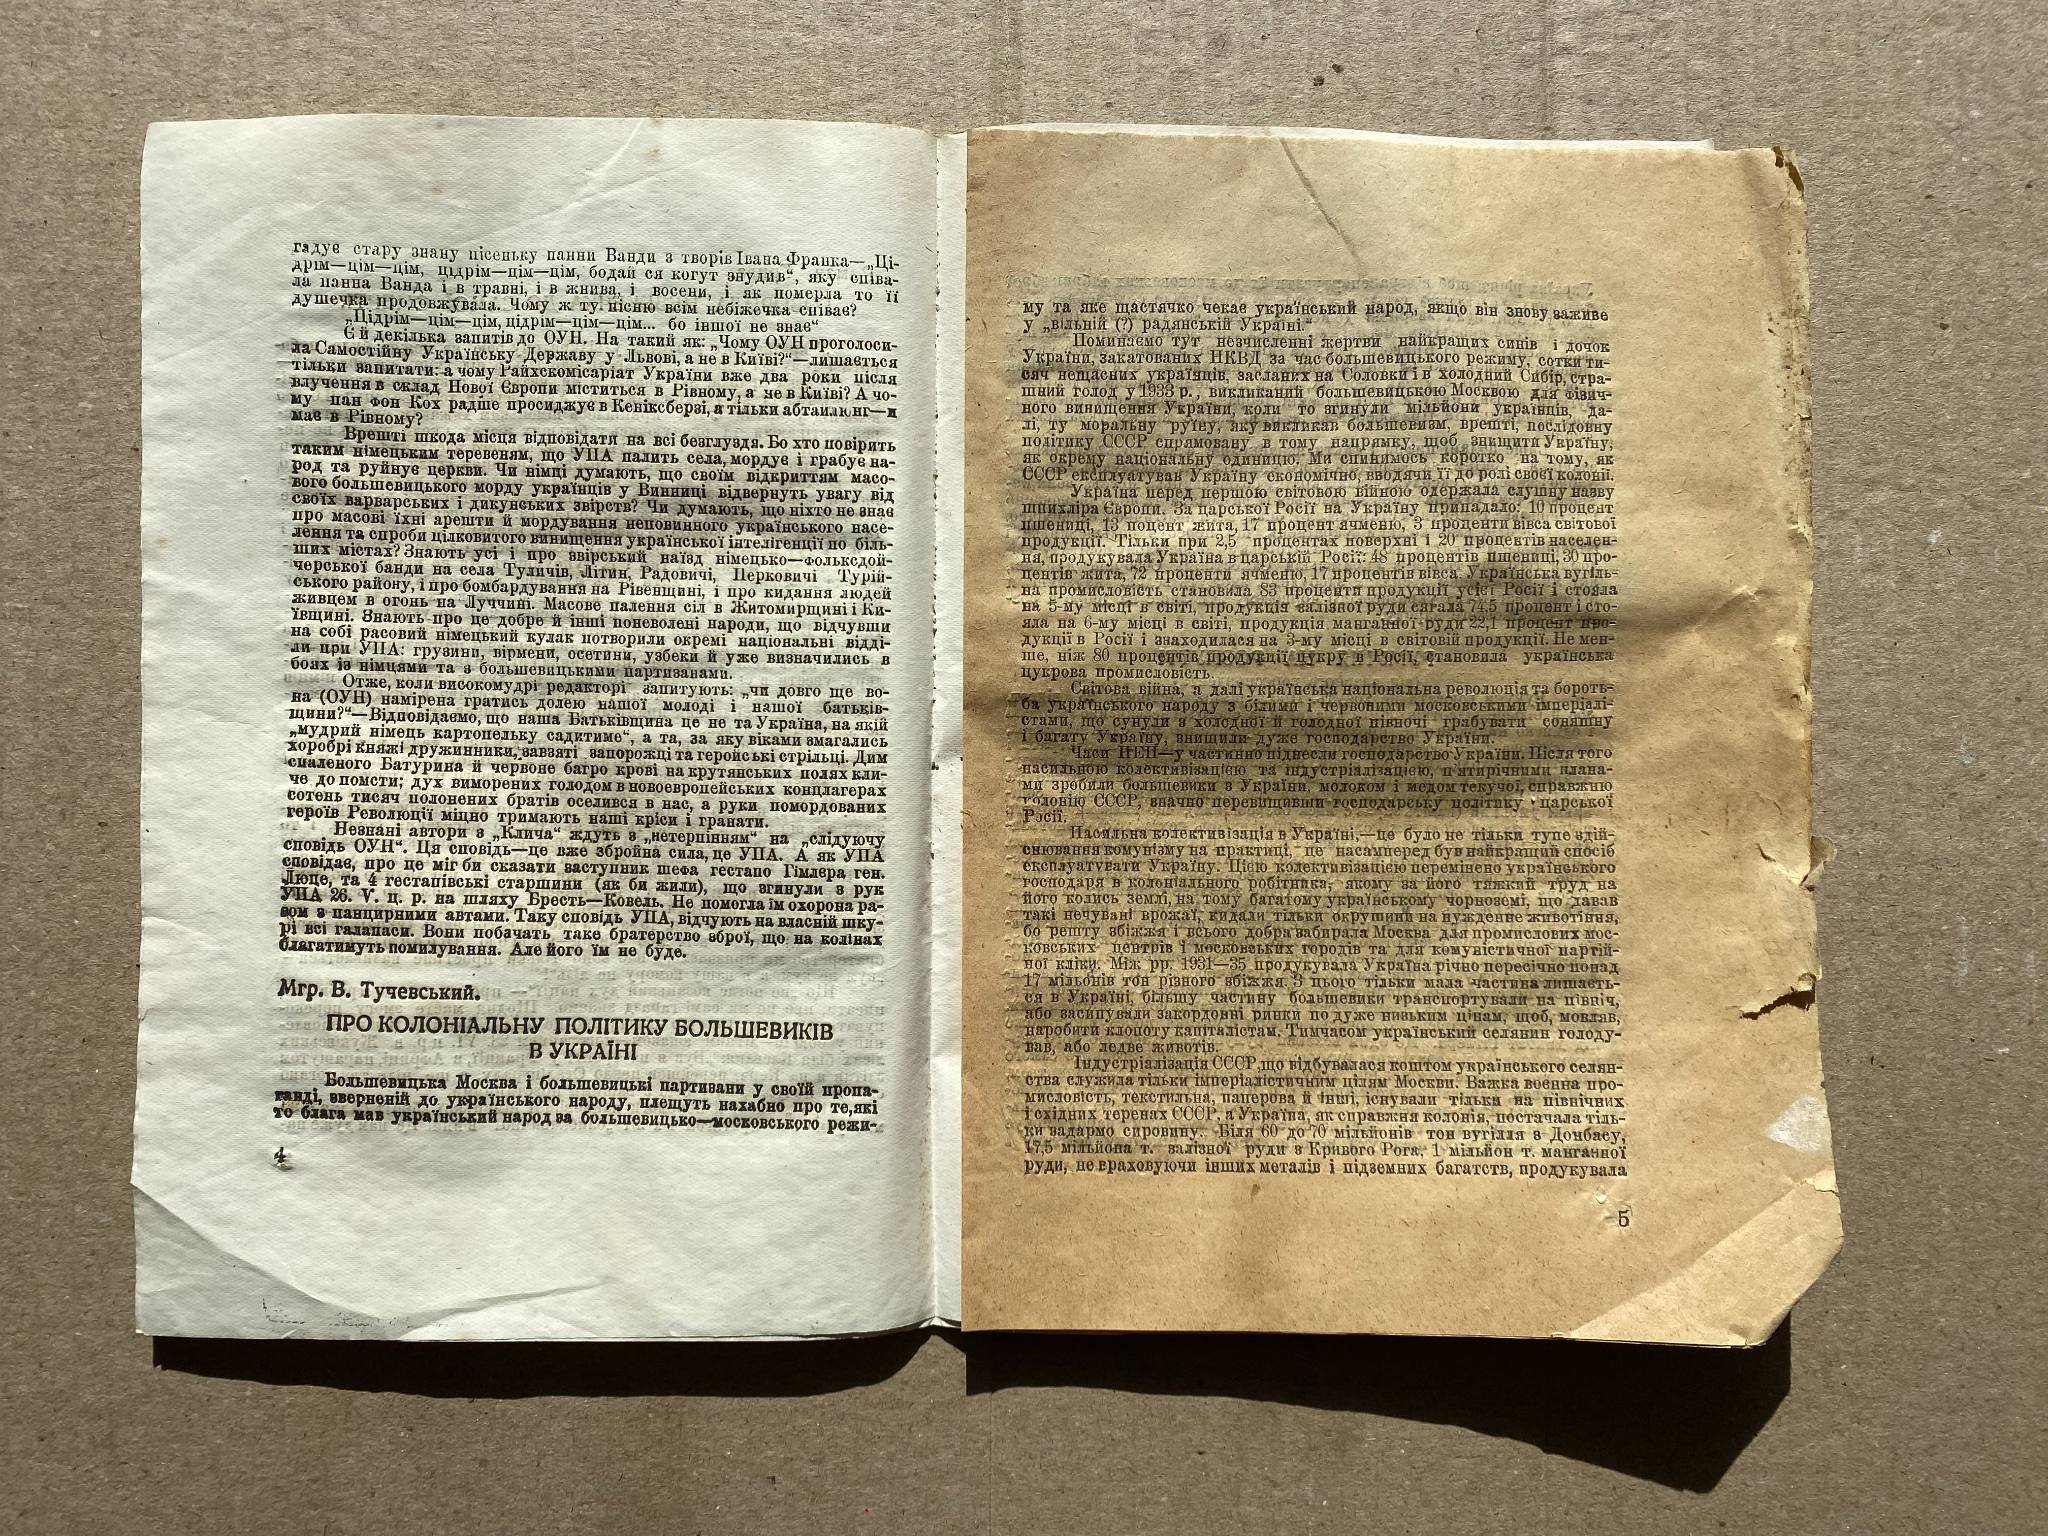 гадує стару знану пісеньку панни Ванди з творів Івана Франка—„Ці-
дрім—цім—цім, цідрім—цім—цім, бодай ся когут знудив“, яку співа-
ла панна Ванда і в травні, і в жнива, і восени, і як померла то її
душечка продовжувала. Чому ж ту пісню всім небіжечка співає?
„Цідрім—цім—цім, цідрім—цім—цім... бо іншої не знає“
Є й декілька запитів до ОУН. На такий як: „Чому ОУН проголоси-
ла Самостійну Українську Державу у Львові, а не в Київі?“—лишається
тільки запитати: а чому Райхскомісаріат України вже два роки після
влучення в склад Нової Європи міститься в Рівному, а не в Київі? А чо-
му пан фон Кох радше просиджує в Кеніксберзі, а тільки абтайлюнг—и
має в Рівному?
Врешті шкода місця відповідати на всі безглуздя. Бо хто повірить
таким німецьким теревеням, що УПА палить села, мордує і грабує на-
род та руйнує церкви. Чи німці думають, що своїм відкриттям масо-
вого большевицького морду українців у Винниці відвернуть увагу від
своїх варварських і дикунських звірств? Чи думають, що ніхто не знає
про масові їхні арешти й мордування неповинного українського насе-
лення та спроби цілковитого винищення української інтелігенції по біль-
ших містах? Знають усі і про звірський наїзд німецько—фольксдой-
черської банди на села Туличів, Літин, Радовичі, Перковичі Турій-
ського району, і про бомбардування на Рівенщині, і про кидання людей
живцем в огонь на Луччині. Масове палення сіл в Житомирщині і Ки-
ївщині. Знають про це добре й інші поневолені народи, що відчувши
на собі расовий німецький кулак потворили окремі національні відді-
ли при УПА: грузини, вірмени, осетини, узбеки й уже визначились в
боях із німцями та з большевицькими партизанами.
Отже, коли високомудрі редакторі запитують: „чи довго ще во-
на (ОУН) намірена гратись долею нашої молоді і нашої батьків-
щини?“—Відповідаємо, що наша Батьківщина це не та Україна, на якій
„мудрий німець картопельку садитиме“, а та, за яку віками змагались
хоробрі княжі дружинники, завзяті запорожці та геройські стрільці. Дим
спаленого Батурина й червоне багро крові на крутянських полях кли-
че до помсти; дух виморених голодом в новоевропейських концлагерах
сотень тисяч полонених братів оселився в нас, а руки помордованих
героїв Революції міцно тримають наші кріси і гранати.
Незнані автори з „Клича“ ждуть з „нетерпінням“ на „слідуючу
сповідь ОУН“. Ця сповідь—це вже збройна сила, це УПА. А як УПА
сповідає, про це міг би сказати заступник шефа гестапо Гімлєра ген.
Люце, та 4 гестапівські старшини (як би жили), що згинули з рук
УПА 26. V. ц. р. на шляху Бресть—Ковель. Не помогла їм охорона ра-
зом з панцирними автами. Таку сповідь УПА, відчують на власній шку-
рі всі галапаси. Вони побачать таке братерство зброї, що на колінах
благатимуть помилування. Але його їм не буде.
Мгр. В. Тучевський.
ПРО КОЛОНІАЛЬНУ ПОЛІТИКУ БОЛЬШЕВИКІВ
В УКРАЇНІ
Большевицька Москва і большевицькі партизани у своїй пропа-
ганді, зверненій до українського народу, плещуть нахабно про те, які
то блага мав український народ за большевицько—московського режи-
4
му та яке щастячко чекає український народ, якщо він знову заживе
у „вільній (?) радянській Україні.“
Поминаємо тут незчисленні жертви найкращих синів і дочок
України, закатованих НКВД за час большевицького режиму, сотки ти-
сяч нещасних українців, засланих на Соловки і в холодний Сибір, стра-
шний голод у 1933 р., викликаний большевицькою Москвою для фізич-
ного винищення України, коли то згинули мільйони українців, да-
лі, ту моральну руїну, яку викликав большевизм, врешті, послідовну
політику СССР спрямовану в тому напрямку, щоб знищити Україну,
як окрему національну одиницю. Ми спинимось коротко на тому, як
СССР експлуатував Україну економічно, вводячи її до ролі своєї колонії.
Україна перед першою світовою війною одержала слушну назву
шпихліра Європи. За царської Росії на Україну припадало: 10 процент
пшениці, 13 поцент жита, 17 процент ячменю, 3 проценти вівса світової
продукції. Тільки при 2,5 процентах поверхні і 20 процентів населен-
ня, продукувала Україна в царській Росії: 48 процентів пшениці, 30 про-
центів жита, 72 проценти ячменю, 17 процентів вівса. Українська вугіль-
на промисловість становила 83 проценти продукції усієї Росії і стояла
на 5-му місці в світі, продукція залізної руди сягала 74,5 процент і сто-
яла на 6-му місці в світі, продукція манганної руди 22,1 процент про-
дукції в Росії і знаходилася на 3-му місці в світовій продукції. Не мен-
ше, ніж 80 процентів продукції цукру в Росії, становила українська
цукрова промисловість.
Світова війна, а далі українська національна революція та бороть-
ба українського народу з білими і червоними московськими імперіалі-
стами, що сунули з холодної й голодної півночі грабувати соняшну
і багату Україну, знищили дуже господарство України.
Часи НЕП—у частинно піднесли господарство України. Після того
насильною колективізацією та індустріалізацією, п'ятирічними плана-
ми зробили большевики з України, молоком і медом текучої, справжню
колонію СССР, значно перевищивши господарську політику царської
Росії.
Насильна колективізація в Україні,—це було не тільки тупе здій-
снювання комунізму на практиці, це насамперед був найкращий спосіб
експлуатувати Україну. Цією колективізацією перемінено українського
господаря в колоніального робітника, якому за його тяжкий труд на
його колись землі, на тому багатому українському чорноземі, що давав
такі нечувані врожаї, кидали тільки окрушини на нужденне животіння,
бо решту збіжжя і всього добра забирала Москва для промислових мос-
ковських центрів і московських городів та для комуністичної партій-
ної кліки. Між рр. 1931—35 продукувала Україна річно пересічно понад
17 мільйонів тон різного збіжжя. З цього тільки мала частина лишаєть-
ся в Україні, більшу частину большевики транспортували на північ,
або засипували закордонні ринки по дуже низьким цінам, щоб, мовляв,
наробити клопоту капіталістам. Тимчасом український селянин голоду-
вав, або ледве животів.
Індустріалізація СССР, що відбувалася коштом українського селян-
ства служила тільки імперіалістичним цілям Москви. Важка воєнна про-
мисловість, текстильна, паперова й інші, існували тільки на північних
і східних теренах СССР, а Україна, як справжня колонія, постачала тіль-
ки задармо сировину. Біля 60 до 70 мільйонів тон вугілля з Донбасу,
17,5 мільйона т. залізної руди з Кривого Рога, 1 мільйон т. манганної
руди, не враховуючи інших металів і підземних багатств, продукувала
5